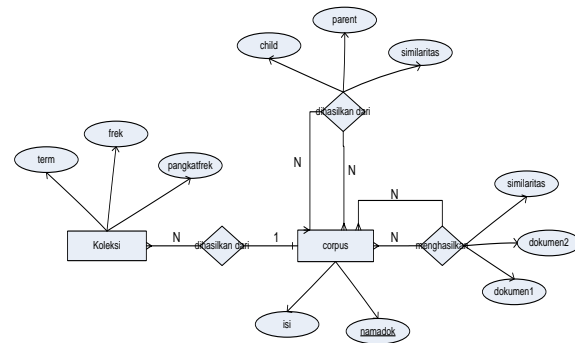 parent
child
similaritas
dihasilkan dari
frek
term
pangkatfrek
N
N
N
similaritas
Koleksi
N
dihasilkan dari
1
corpus
N
menghasilkan
dokumen2
dokumen1
isi
namadok